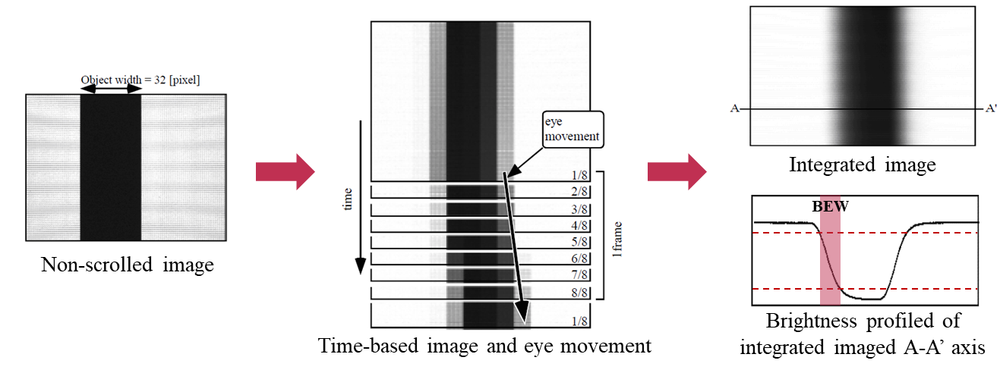 Object width = 32 [pixel]
Non-scrolled image
time
eye
movement
1/8
2/8
3/8
4/8
5/8
6/8
7/8
8/8
1/8
1frame
Time-based image and eye movement
A
A'
Integrated image
BEW
Brightness profiled of
integrated imaged A-A’ axis